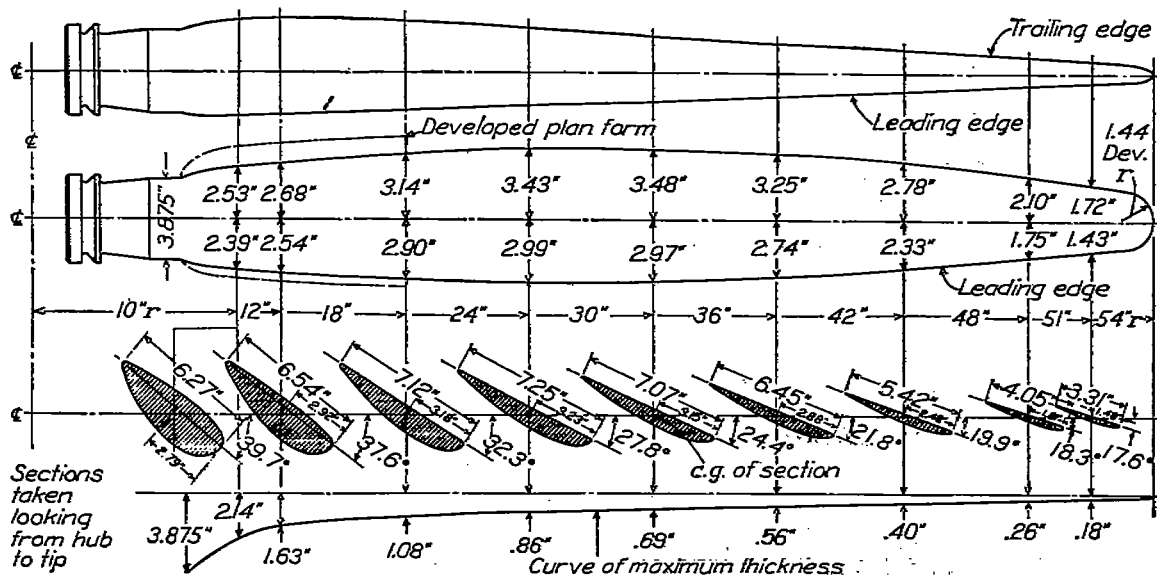 Trailing edge
℄
Leading edge
1.44
Dev.
r
Developed plan form
℄
℄
3.875"
2.53" 2.68" 3.14" 3.43" 3.48" 3.25" 2.78" 2.10" 1.72"
2.39" 2.54" 2.90" 2.99" 2.97" 2.74" 2.33" 1.75" 1.43"
Leading edge
10"r 12" 18" 24" 30" 36" 42" 48" 51" 54"r
6.27" 6.54" 7.12" 7.25" 7.07" 6.45" 5.42" 4.05" 3.31"
℄
2.79"
39.7° 37.6° 32.3° 27.8° 24.4° 21.8° 19.9° 18.3° 17.6°
c.g. of section
Sections
taken
looking
from hub
to tip
3.875" 2.14" 1.63" 1.08" .86" .69" .56" .40" .26" .18"
Curve of maximum thickness